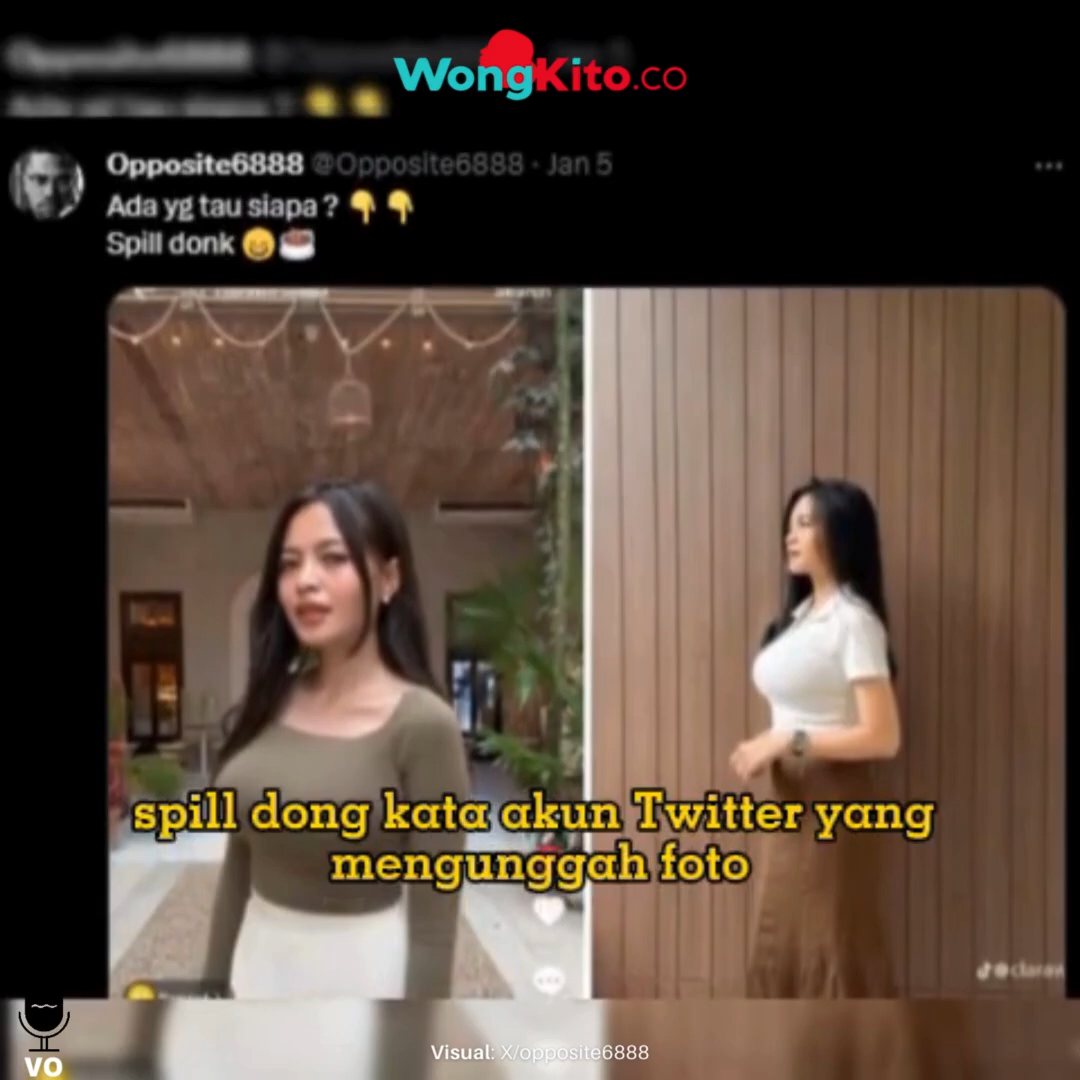 WongKito.co
Opposite6888 @Opposite6888 · Jan 5
Ada yg tau siapa ? 👇 👇
Spill donk 😄☕
spill dong kata akun Twitter yang
mengunggah foto
Visual: X/opposite6888
VO